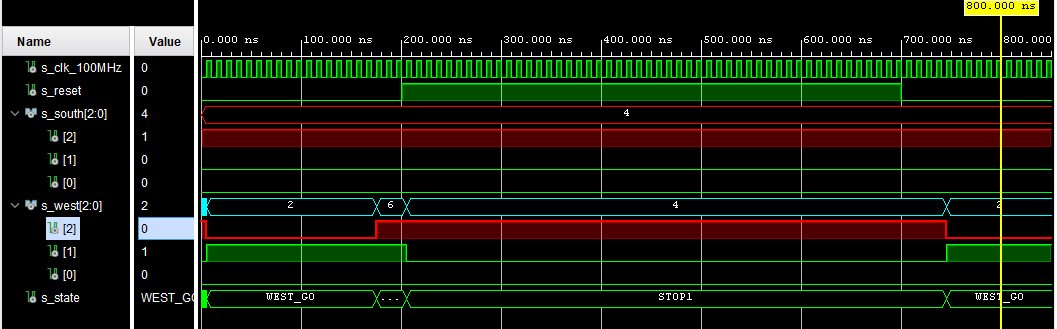 800.000 ns
Name Value
0.000 ns 100.000 ns 200.000 ns 300.000 ns 400.000 ns 500.000 ns 600.000 ns 700.000 ns 800.000
s_clk_100MHz 0
s_reset 0
s_south[2:0] 4 4
[2] 1
[1] 0
[0] 0
s_west[2:0] 2 2 6 4 2
[2] 0
[1] 1
[0] 0
s_state WEST_GO WEST_GO ... STOP1 WEST_GO